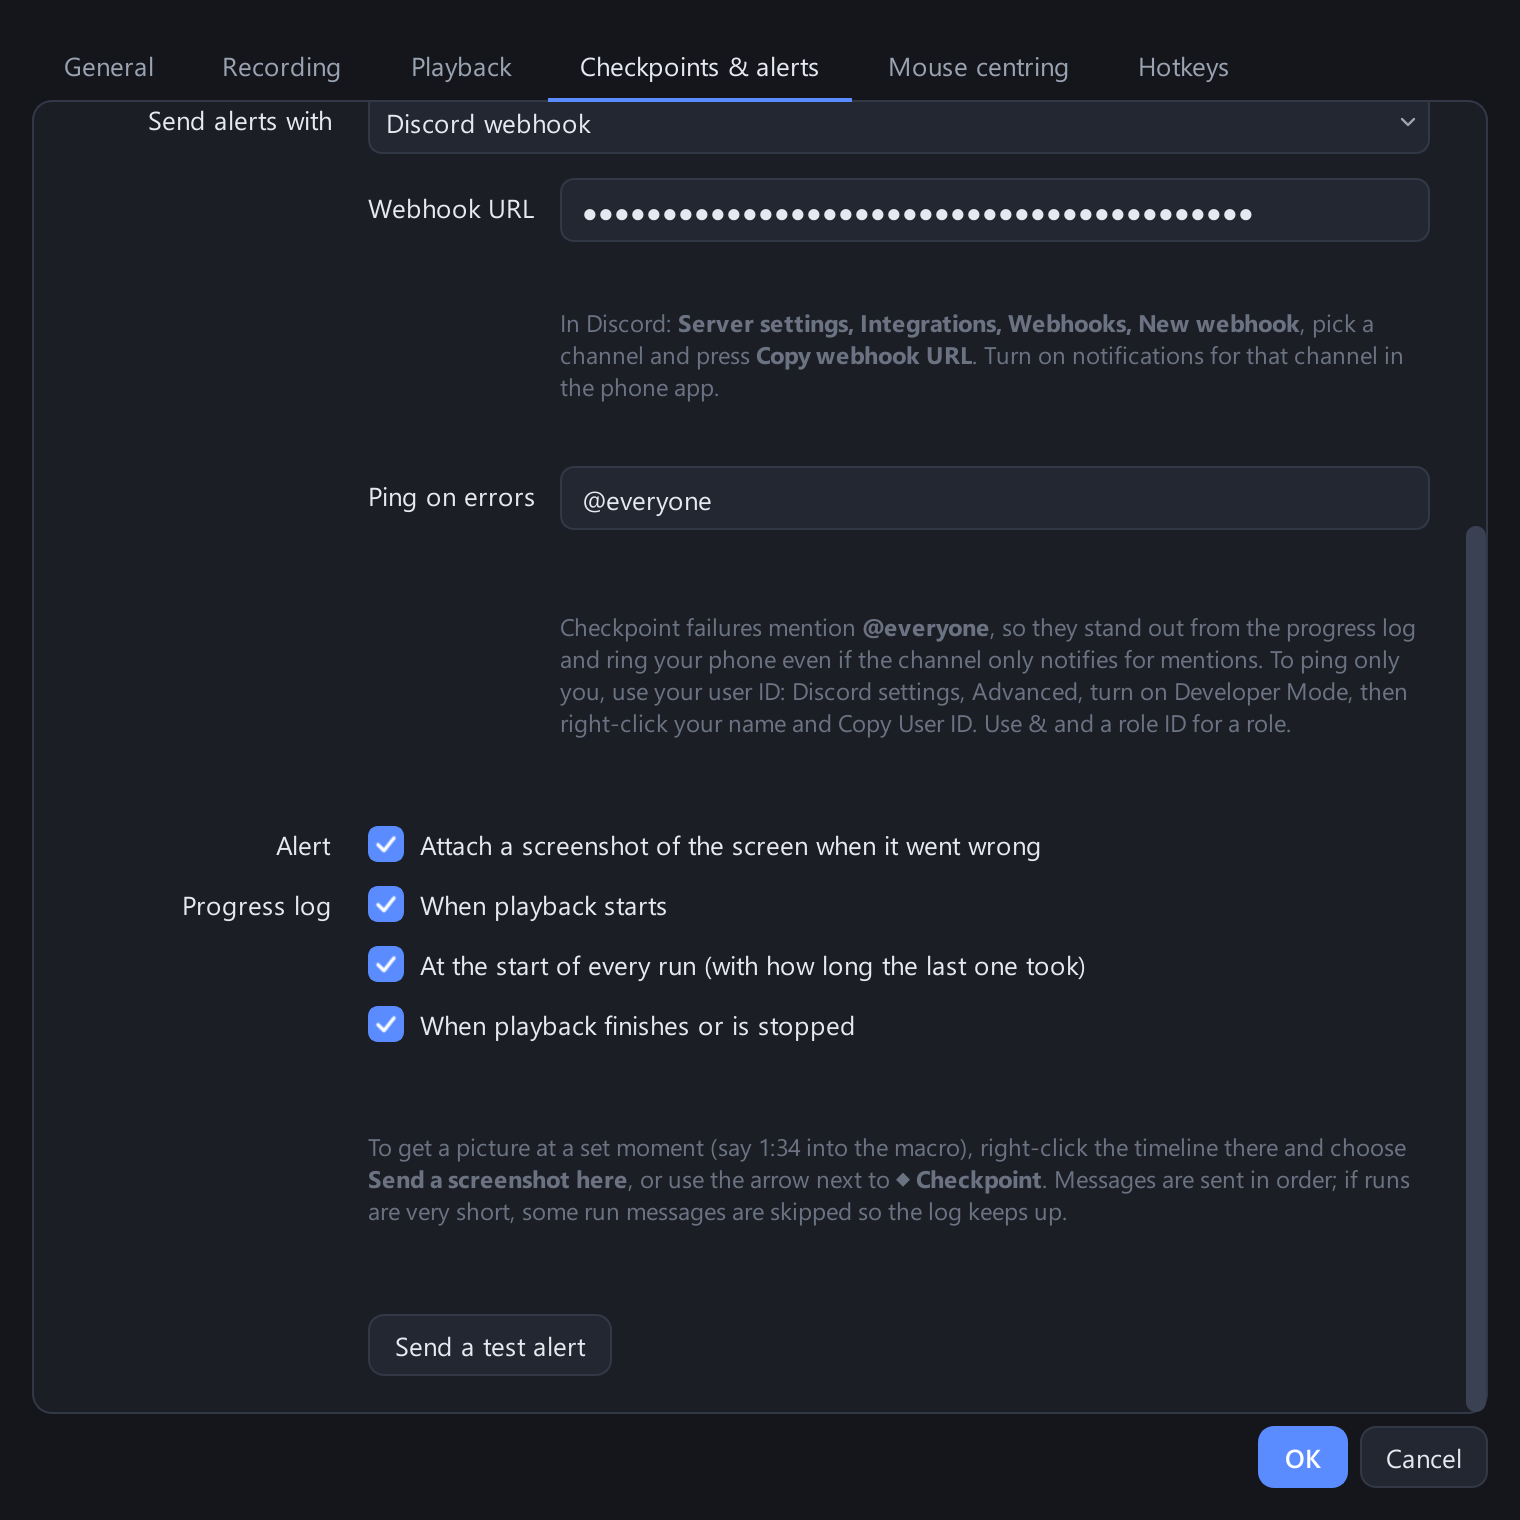 General Recording Playback Checkpoints & alerts Mouse centring Hotkeys
Send alerts with Discord webhook
Webhook URL ●●●●●●●●●●●●●●●●●●●●●●●●●●●●●●●●●●●●●●●●●●
In Discord: Server settings, Integrations, Webhooks, New webhook, pick a
channel and press Copy webhook URL. Turn on notifications for that channel in
the phone app.
Ping on errors @everyone
Checkpoint failures mention @everyone, so they stand out from the progress log
and ring your phone even if the channel only notifies for mentions. To ping only
you, use your user ID: Discord settings, Advanced, turn on Developer Mode, then
right-click your name and Copy User ID. Use & and a role ID for a role.
Alert Attach a screenshot of the screen when it went wrong
Progress log When playback starts
At the start of every run (with how long the last one took)
When playback finishes or is stopped
To get a picture at a set moment (say 1:34 into the macro), right-click the timeline there and choose
Send a screenshot here, or use the arrow next to ◆ Checkpoint. Messages are sent in order; if runs
are very short, some run messages are skipped so the log keeps up.
Send a test alert
OK Cancel